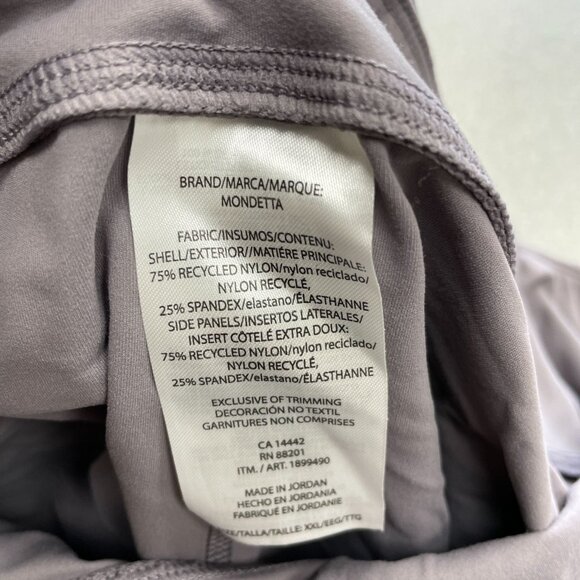 BRAND/MARCA/MARQUE:
MONDETTA
FABRIC/INSUMOS/CONTENU:
SHELL/EXTERIOR//MATIÉRE PRINCIPALE:
75% RECYCLED NYLON/nylon reciclado/
NYLON RECYCLÉ,
25% SPANDEX/elastano/ÉLASTHANNE
SIDE PANELS/INSERTOS LATERALES/
INSERT CÔTELÉ EXTRA DOUX:
75% RECYCLED NYLON/nylon reciclado/
NYLON RECYCLÉ,
25% SPANDEX/elastano/ÉLASTHANNE
EXCLUSIVE OF TRIMMING
DECORACIÓN NO TEXTIL
GARNITURES NON COMPRISES
CA 14442
RN 88201
ITM. / ART. 1899490
MADE IN JORDAN
HECHO EN JORDANIA
FABRIQUÉ EN JORDANIE
/TALLA/TAILLE: XXL/EEG/TTG